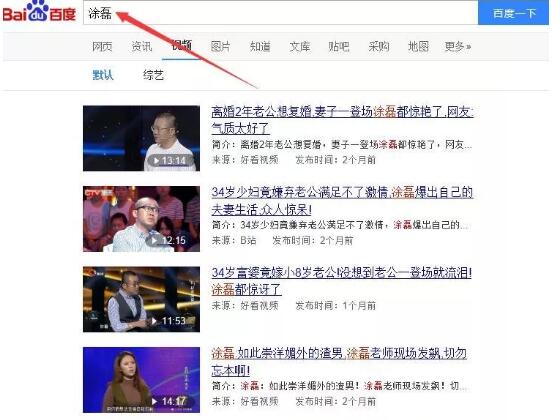 Bai du 百度
涂磊
百度一下
网页 资讯 视频 图片 知道 文库 贴吧 采购 地图 更多»
默认 综艺
离婚2年老公想复婚,妻子一登场涂磊都惊艳了,网友:
气质太好了
简介：离婚2年老公想复婚，妻子一登场涂磊都惊艳了，网友...
来源：好看视频 发布时间：2个月前
13:14
34岁少妇竟嫌弃老公满足不了激情,涂磊爆出自己的
夫妻生活,众人惊呆!
简介：34岁少妇竟嫌弃老公满足不了激情，涂磊爆出自己的...
来源：B站 发布时间：2个月前
12:15
34岁富婆竟嫁小8岁老公!没想到老公一登场就流泪!
涂磊都惊讶了
来源：好看视频 发布时间：1个月前
11:53
涂磊,如此崇洋媚外的渣男,涂磊老师现场发飙,切勿
忘本啊!
简介：涂磊：如此崇洋媚外的渣男！涂磊老师现场发飙！切...
来源：好看视频 发布时间：2个月前
14:17